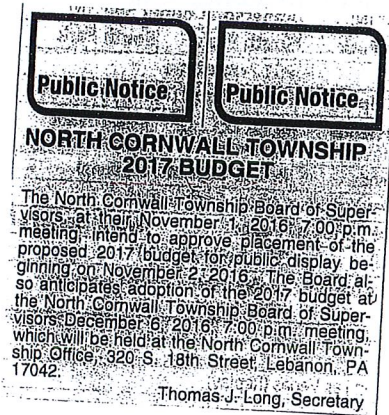 Public Notice Public Notice
NORTH CORNWALL TOWNSHIP
2017 BUDGET
The North Cornwall Township Board of Super-
visors, at their November 1, 2016, 7:00 p.m.
meeting, intend to approve placement of the
proposed 2017 budget for public display be-
ginning on November 2, 2016. The Board al-
so anticipates adoption of the 2017 budget at
the North Cornwall Township Board of Super-
visors December 6, 2016, 7:00 p.m. meeting,
which will be held at the North Cornwall Town-
ship Office, 320 S. 18th Street, Lebanon, PA
17042.
Thomas J. Long, Secretary